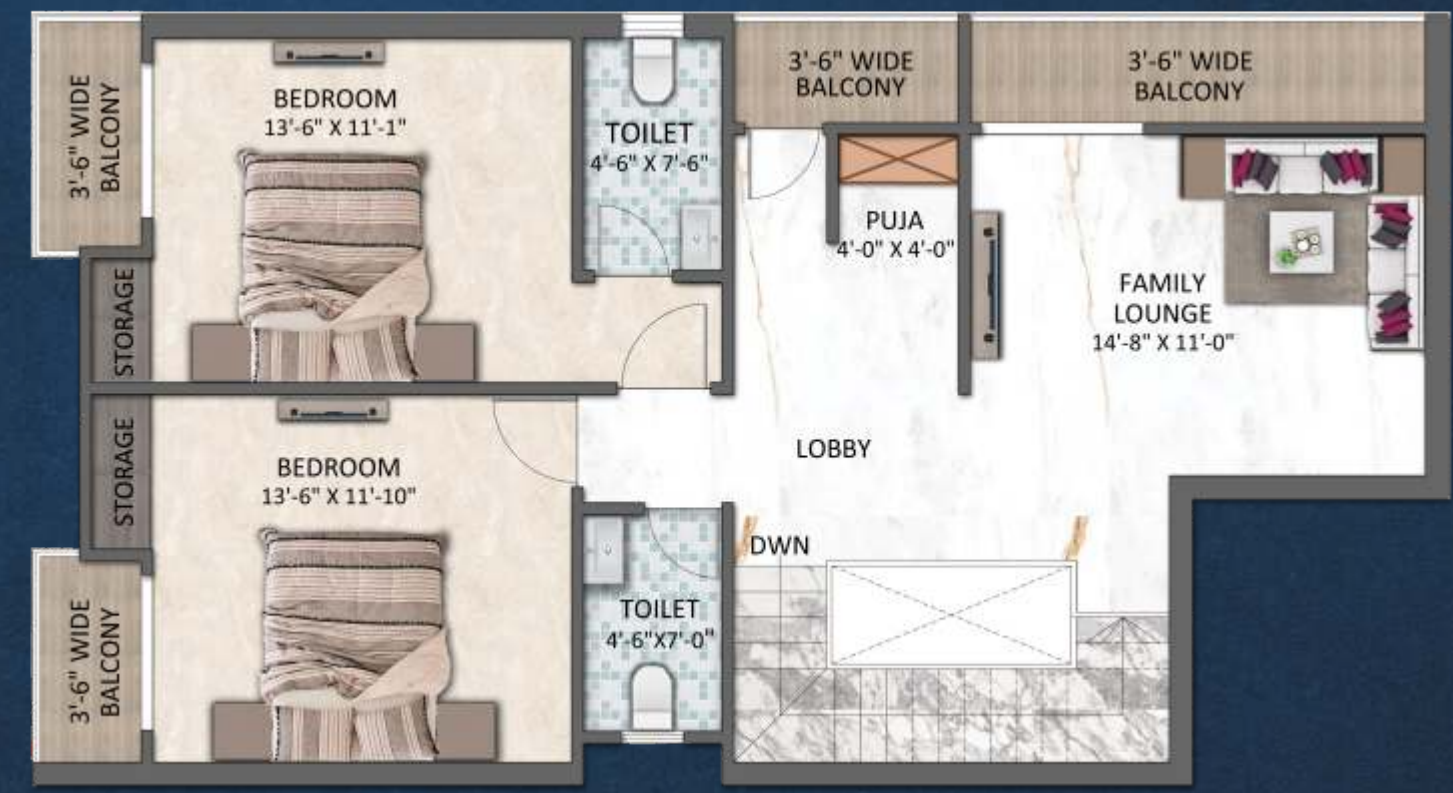 3'-6" WIDE
BALCONY
BEDROOM
13'-6" X 11'-1"
TOILET
4'-6" X 7'-6"
3'-6" WIDE
BALCONY
3'-6" WIDE
BALCONY
PUJA
4'-0" X 4'-0"
FAMILY
LOUNGE
14'-8" X 11'-0"
STORAGE
STORAGE
BEDROOM
13'-6" X 11'-10"
LOBBY
DWN
TOILET
4'-6"X7'-0"
3'-6" WIDE
BALCONY